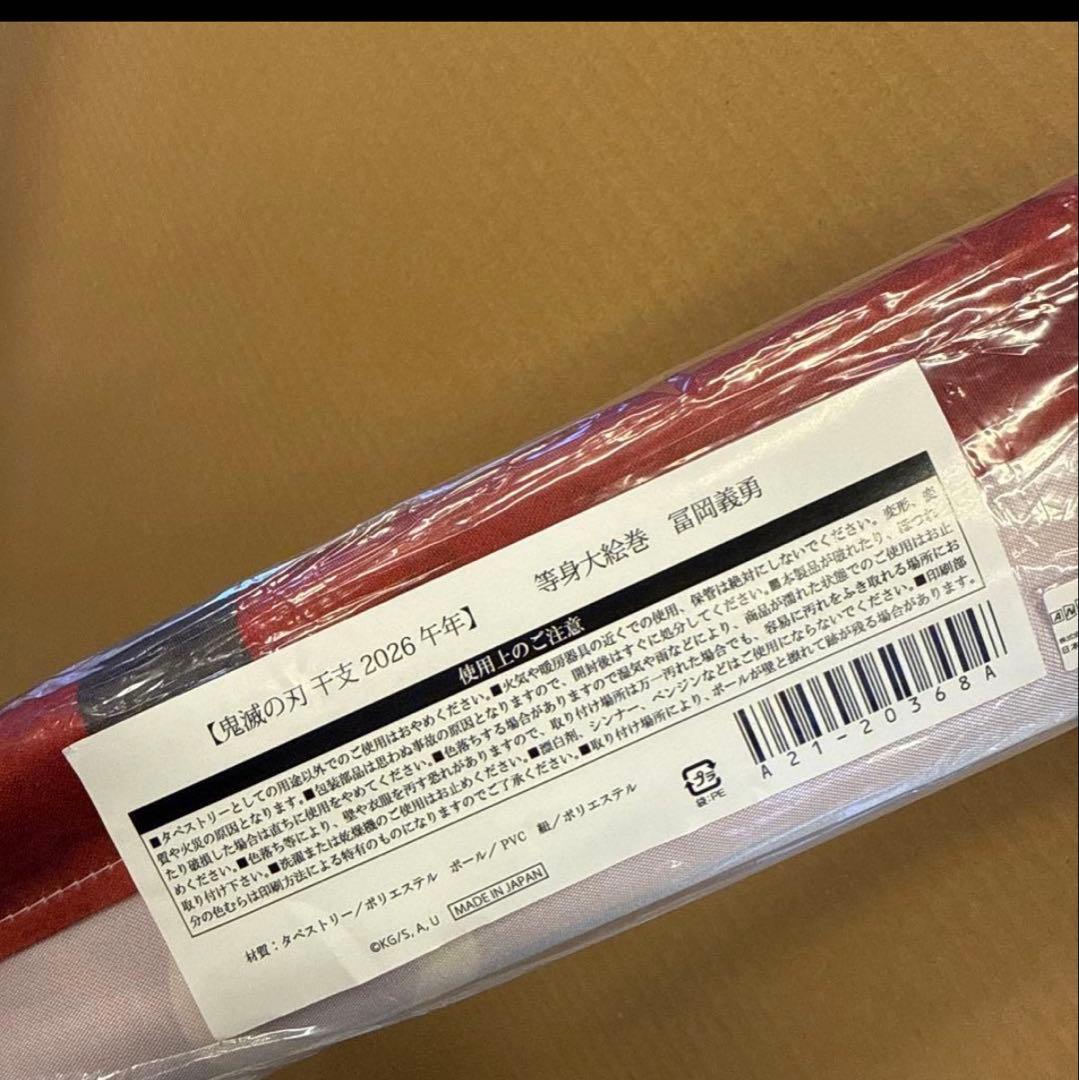 【鬼滅の刃 干支 2026 午年】　等身大絵巻　冨岡義勇
使用上のご注意
■タペストリーとしての用途以外でのご使用はおやめください。■火気や暖房器具の近くでの使用、保管は絶対にしないでください。変形、変
質や火災の原因となります。■包装部品は思わぬ事故の原因となりますので、開封後はすぐに処分してください。■本製品が破れたり、ほつれ
たり破損した場合は直ちに使用をやめてください。■色落ちする場合がありますので湿気や雨などにより、商品が濡れた状態でのご使用はお止
めください。■色落ち等により、壁や衣服を汚す恐れがありますので、取り付け場所は万一汚れた場合でも、容易に汚れをふき取れる場所にお
取り付け下さい。■洗濯または乾燥機のご使用はお止めください。■漂白剤、シンナー、ベンジンなどはご使用にならないでください。■印刷部
分の色むらは印刷方法による特有のものになりますのでご了承ください。■取り付け場所により、ポールが壁と擦れて跡が残る場合があります。
材質：タペストリー/ポリエステル　ポール/PVC　紐/ポリエステル
©KG/S, A, U　MADE IN JAPAN
プラ
袋:PE
A21-20368A
株式
日本